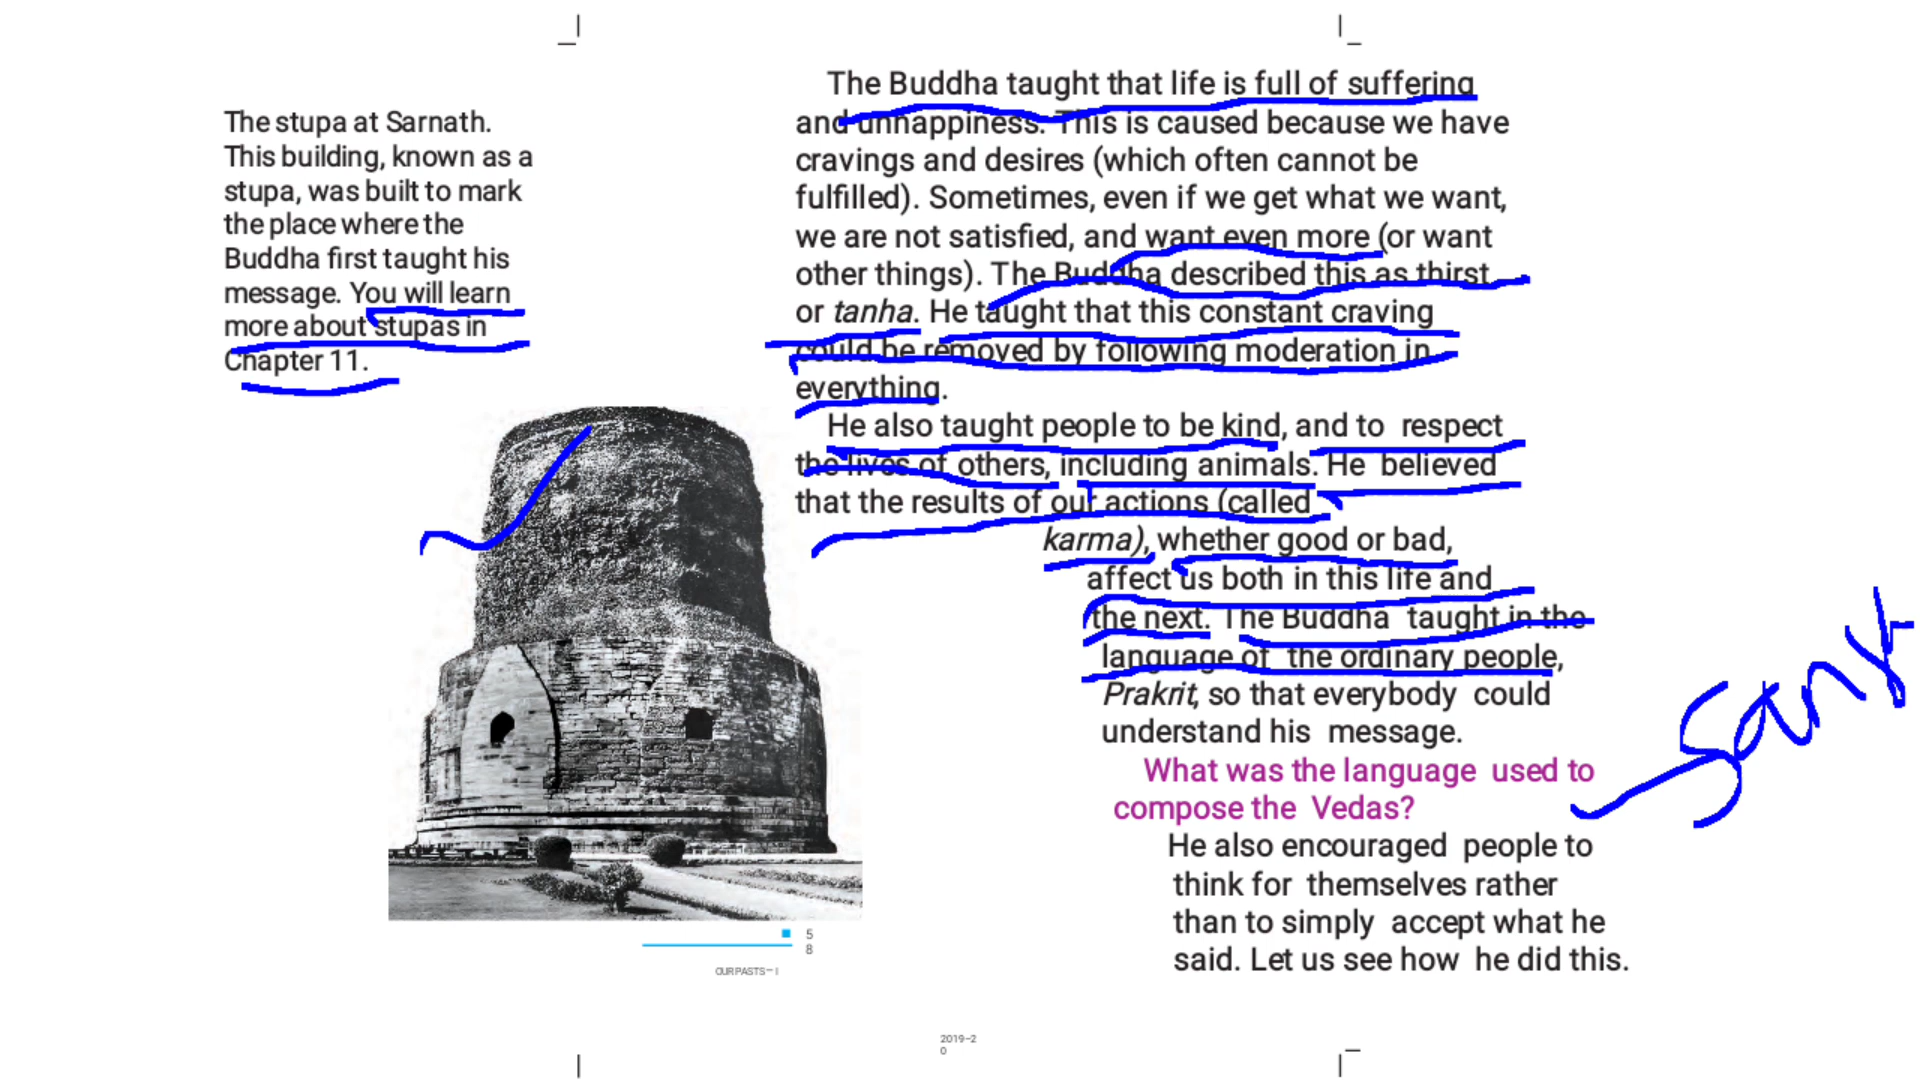 The stupa at Sarnath.
This building, known as a
stupa, was built to mark
the place where the
Buddha first taught his
message. You will learn
more about stupas in
Chapter 11.
The Buddha taught that life is full of suffering
and unhappiness. This is caused because we have
cravings and desires (which often cannot be
fulfilled). Sometimes, even if we get what we want,
we are not satisfied, and want even more (or want
other things). The Buddha described this as thirst
or tanha. He taught that this constant craving
could be removed by following moderation in
everything.
He also taught people to be kind, and to respect
the lives of others, including animals. He believed
that the results of our actions (called
karma), whether good or bad,
affect us both in this life and
the next. The Buddha taught in the
language of the ordinary people,
Prakrit, so that everybody could
understand his message.
What was the language used to
compose the Vedas?
Sansk
He also encouraged people to
think for themselves rather
than to simply accept what he
said. Let us see how he did this.
5
8
OUR PASTS—I
2019-2
0